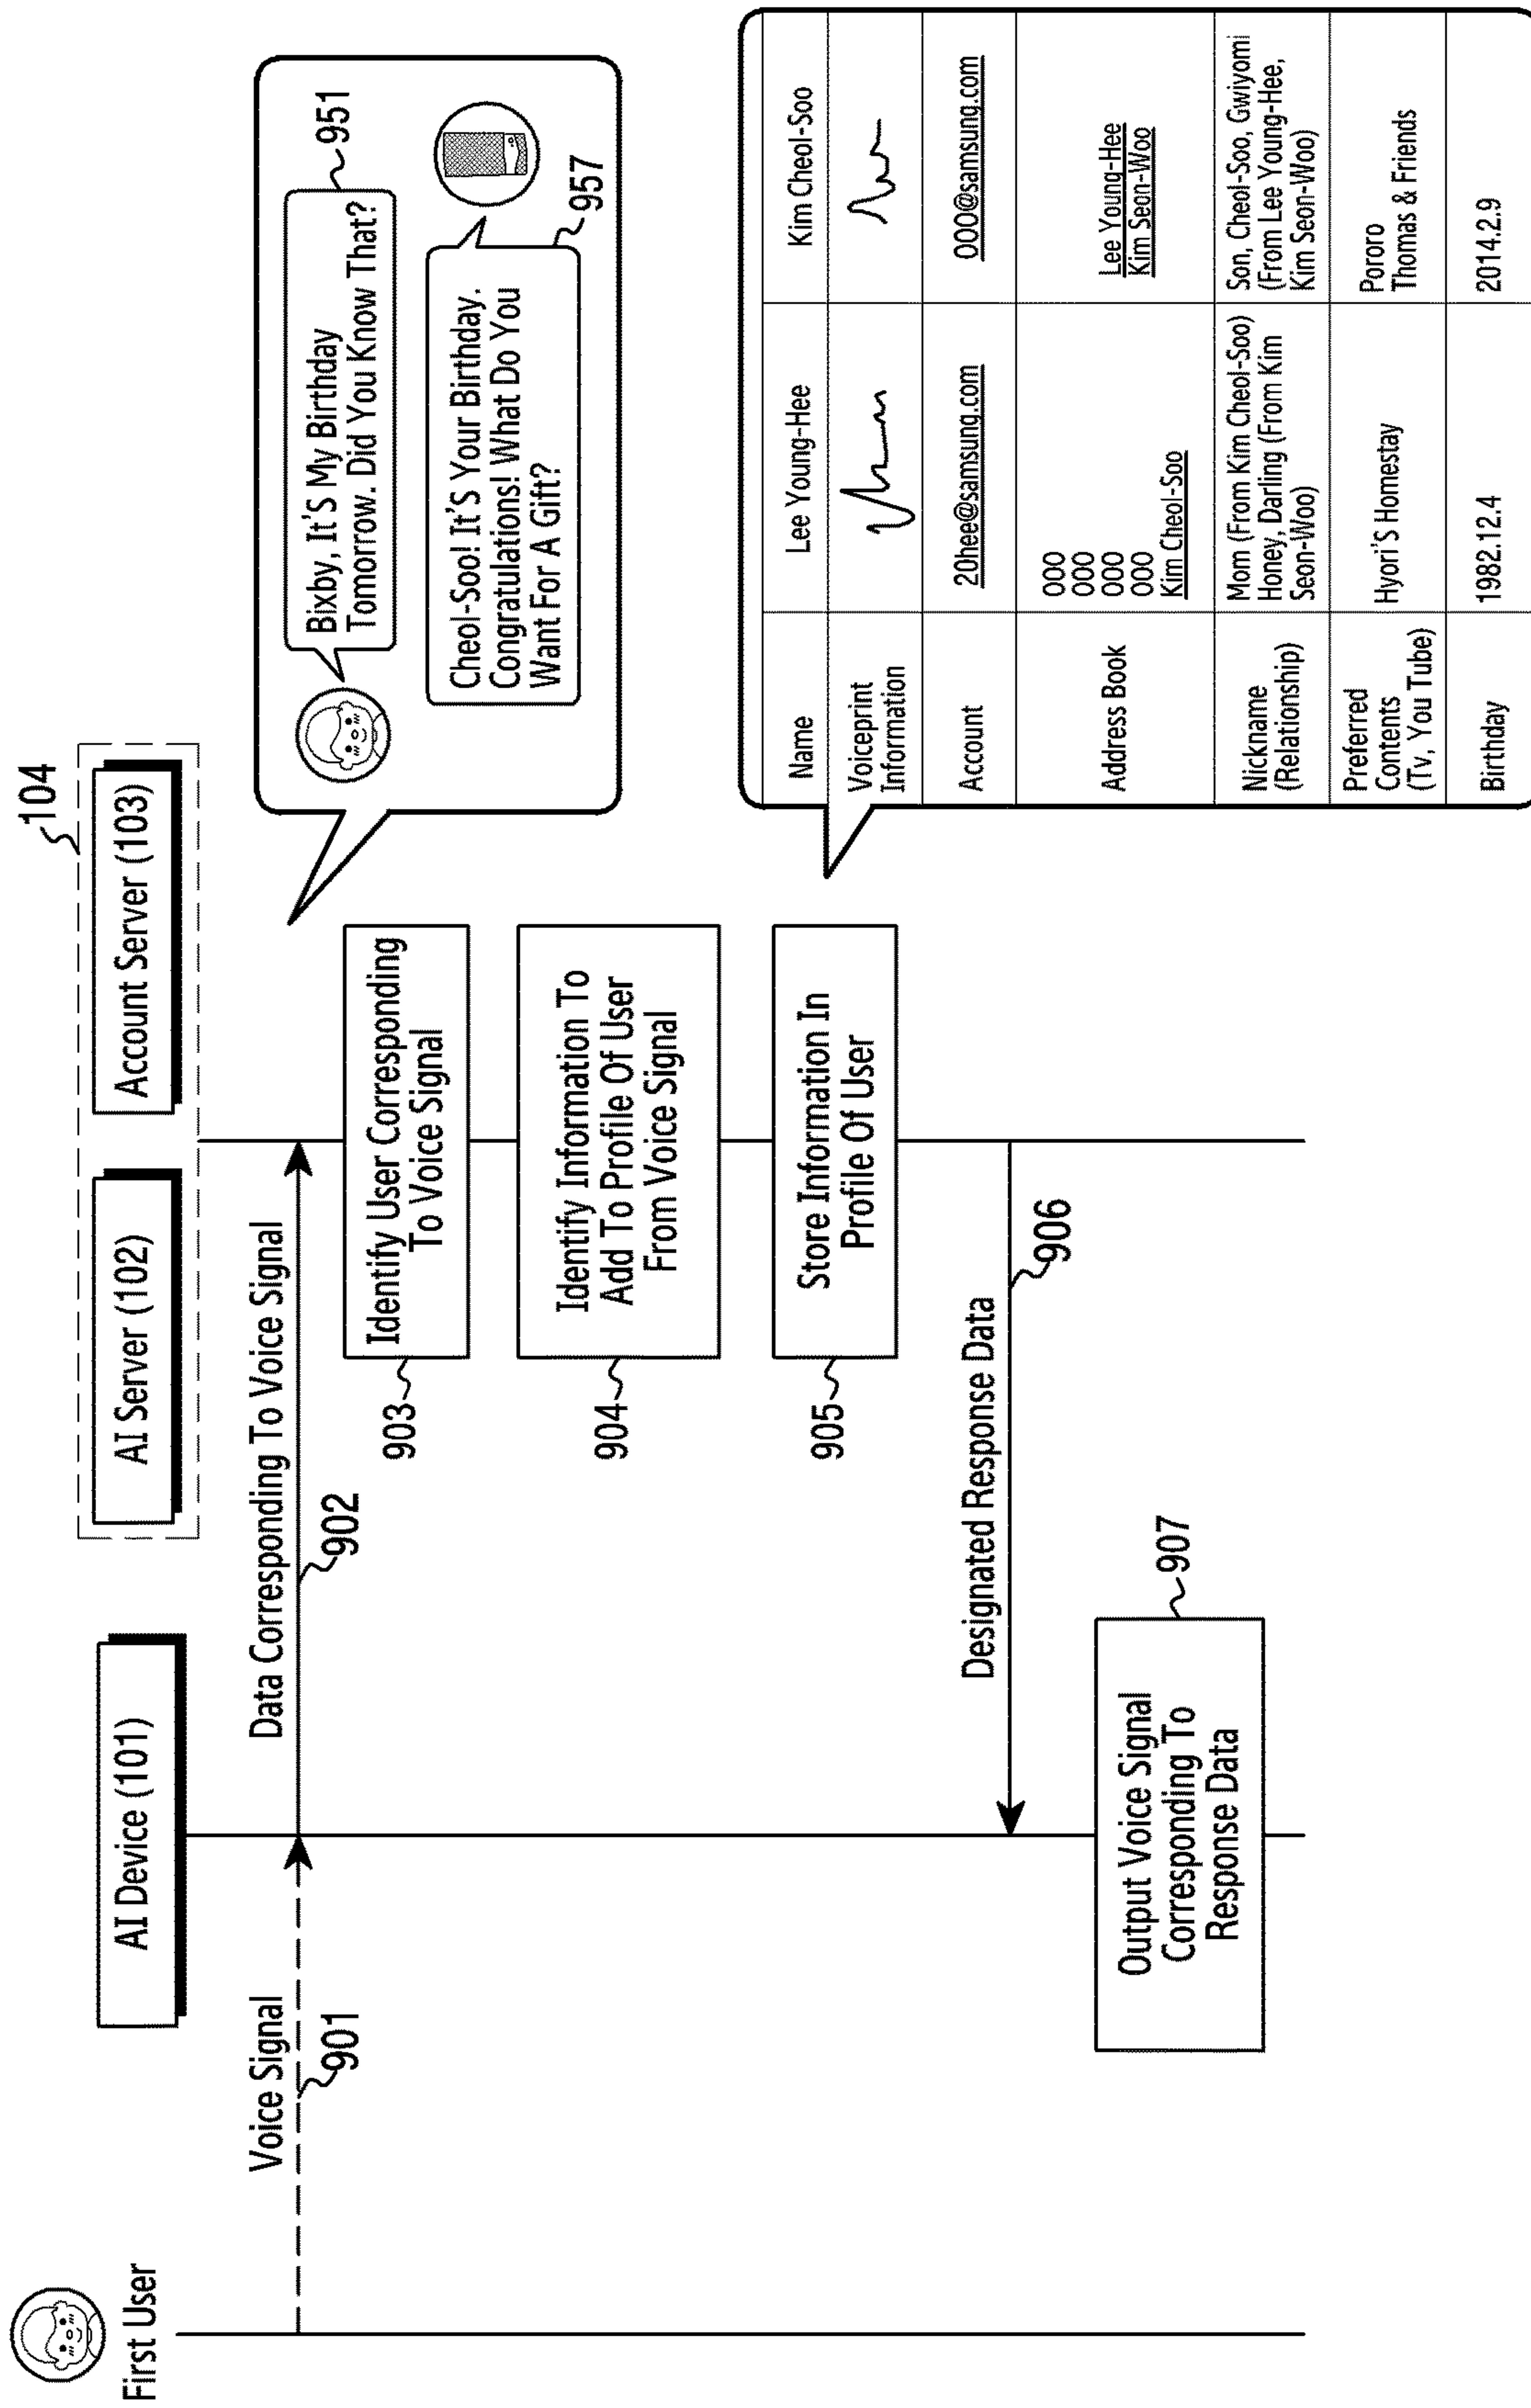 104
First User
AI Device (101)
AI Server (102)
Account Server (103)
Voice Signal
901
Data Corresponding To Voice Signal
902
Bixby, It'S My Birthday
Tomorrow. Did You Know That?
951
Cheol-Soo! It'S Your Birthday.
Congratulations! What Do You
Want For A Gift?
957
903
Identify User Corresponding
To Voice Signal
904
Identify Information To
Add To Profile Of User
From Voice Signal
905
Store Information In
Profile Of User
Designated Response Data
906
Output Voice Signal
Corresponding To
Response Data
907
Name
Lee Young-Hee
Kim Cheol-Soo
Voiceprint
Information
Account
20hee@samsung.com
000@samsung.com
Address Book
000
000
000
000
Kim Cheol-Soo
Lee Young-Hee
Kim Seon-Woo
Nickname
(Relationship)
Mom (From Kim Cheol-Soo)
Honey, Darling (From Kim
Seon-Woo)
Son, Cheol-Soo, Gwiyomi
(From Lee Young-Hee,
Kim Seon-Woo)
Preferred
Contents
(Tv, You Tube)
Hyori'S Homestay
Pororo
Thomas & Friends
Birthday
1982.12.4
2014.2.9